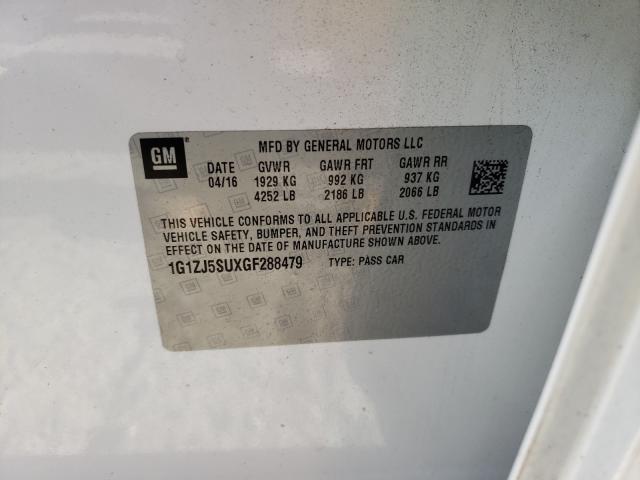 GM
MFD BY GENERAL MOTORS LLC
DATE GVWR GAWR FRT GAWR RR
04/16 1929 KG 992 KG 937 KG
4252 LB 2186 LB 2066 LB
THIS VEHICLE CONFORMS TO ALL APPLICABLE U.S. FEDERAL MOTOR
VEHICLE SAFETY, BUMPER, AND THEFT PREVENTION STANDARDS IN
EFFECT ON THE DATE OF MANUFACTURE SHOWN ABOVE.
1G1ZJ5SUXGF288479 TYPE: PASS CAR